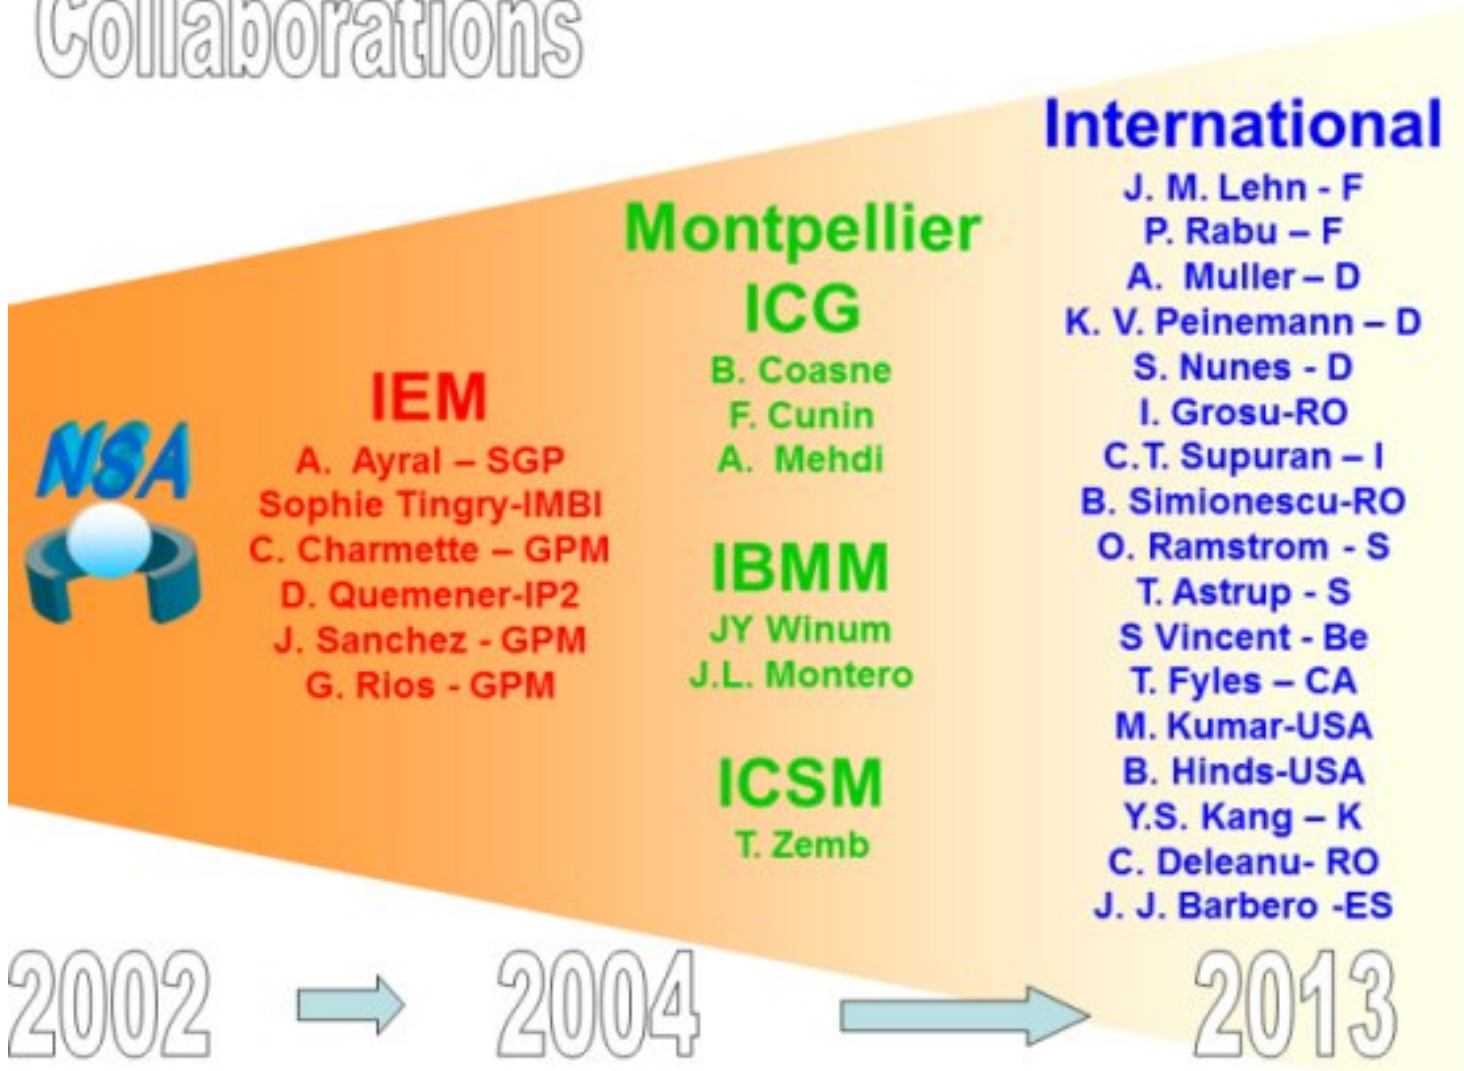 Collaborations
NSA
IEM
A. Ayral – SGP
Sophie Tingry-IMBI
C. Charmette – GPM
D. Quemener-IP2
J. Sanchez - GPM
G. Rios - GPM
Montpellier
ICG
B. Coasne
F. Cunin
A. Mehdi
IBMM
JY Winum
J.L. Montero
ICSM
T. Zemb
International
J. M. Lehn - F
P. Rabu – F
A. Muller – D
K. V. Peinemann – D
S. Nunes - D
I. Grosu-RO
C.T. Supuran – I
B. Simionescu-RO
O. Ramstrom - S
T. Astrup - S
S Vincent - Be
T. Fyles – CA
M. Kumar-USA
B. Hinds-USA
Y.S. Kang – K
C. Deleanu- RO
J. J. Barbero -ES
2002
2004
2013